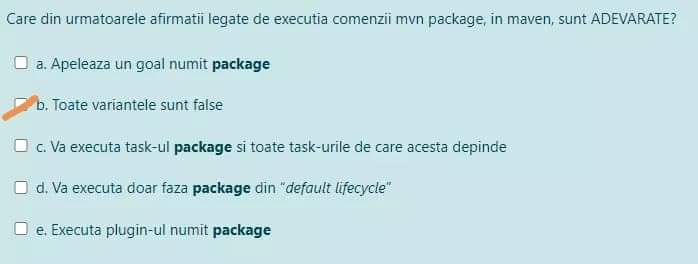 Care din urmatoarele afirmatii legate de executia comenzii mvn package, in maven, sunt ADEVARATE?
a. Apeleaza un goal numit package
b. Toate variantele sunt false
c. Va executa task-ul package si toate task-urile de care acesta depinde
d. Va executa doar faza package din "default lifecycle"
e. Executa plugin-ul numit package